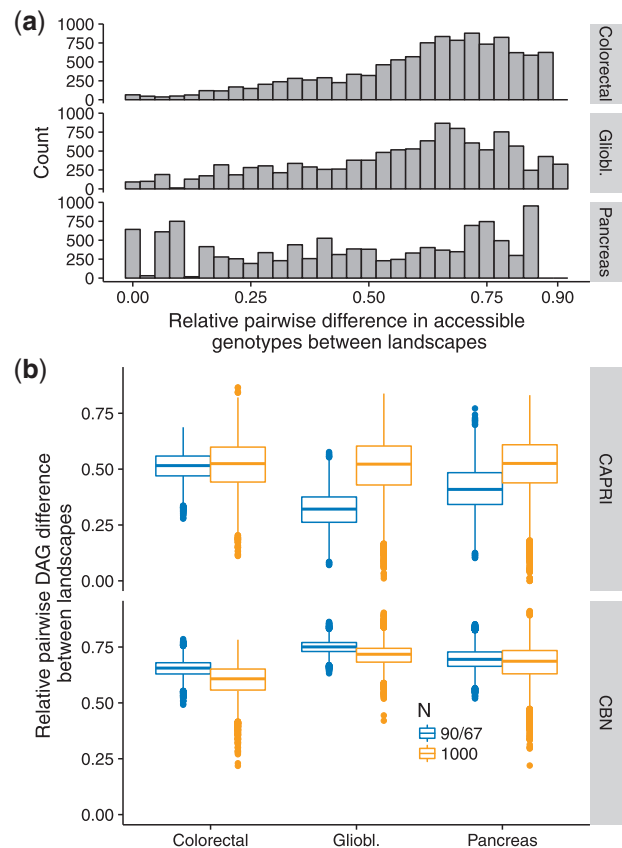 (a)
1000
750
500
250
0
Colorectal
1000
750
500
250
0
Gliobl.
1000
750
500
250
0
Pancreas
Count
0.00 0.25 0.50 0.75 0.90
Relative pairwise difference in accessible
genotypes between landscapes
(b)
0.75
0.50
0.25
0.00
CAPRI
0.75
0.50
0.25
0.00
CBN
Relative pairwise DAG difference
between landscapes
N
90/67
1000
Colorectal Gliobl. Pancreas